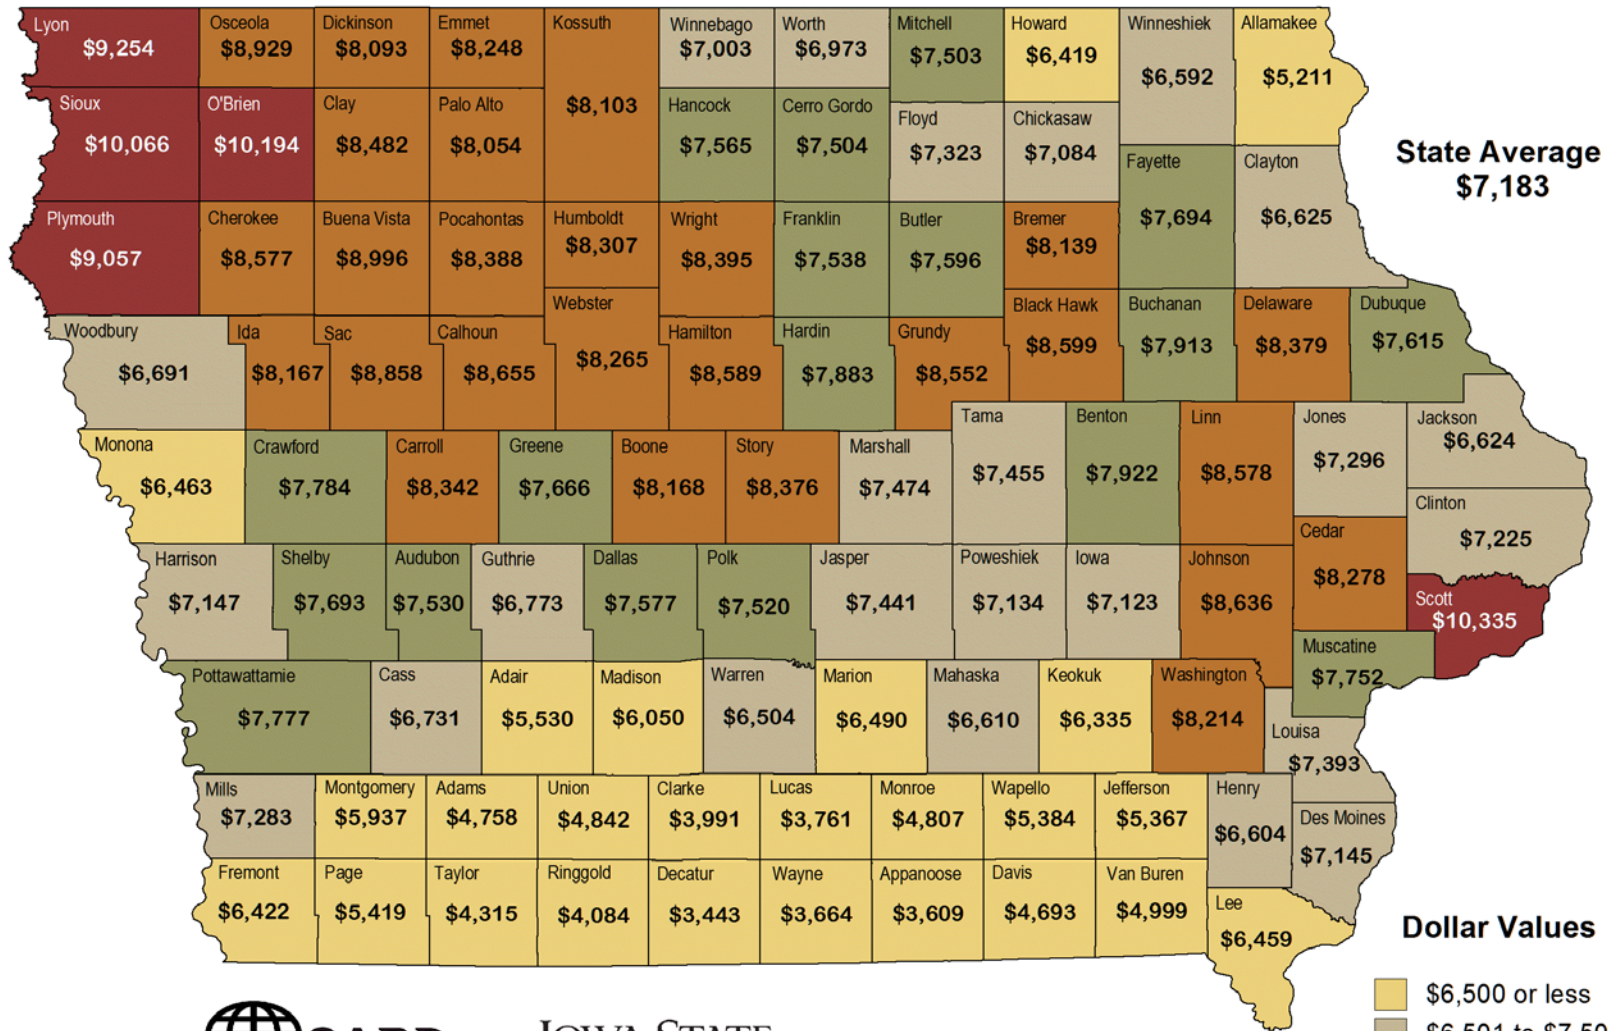 Lyon
$9,254
Osceola
$8,929
Dickinson
$8,093
Emmet
$8,248
Kossuth
$8,103
Winnebago
$7,003
Worth
$6,973
Mitchell
$7,503
Howard
$6,419
Winneshiek
$6,592
Allamakee
$5,211
Sioux
$10,066
O'Brien
$10,194
Clay
$8,482
Palo Alto
$8,054
Hancock
$7,565
Cerro Gordo
$7,504
Floyd
$7,323
Chickasaw
$7,084
State Average
$7,183
Fayette
$7,694
Clayton
$6,625
Plymouth
$9,057
Cherokee
$8,577
Buena Vista
$8,996
Pocahontas
$8,388
Humboldt
$8,307
Wright
$8,395
Franklin
$7,538
Butler
$7,596
Bremer
$8,139
Woodbury
$6,691
Ida
$8,167
Sac
$8,858
Calhoun
$8,655
Webster
$8,265
Hamilton
$8,589
Hardin
$7,883
Grundy
$8,552
Black Hawk
$8,599
Buchanan
$7,913
Delaware
$8,379
Dubuque
$7,615
Monona
$6,463
Crawford
$7,784
Carroll
$8,342
Greene
$7,666
Boone
$8,168
Story
$8,376
Marshall
$7,474
Tama
$7,455
Benton
$7,922
Linn
$8,578
Jones
$7,296
Jackson
$6,624
Clinton
$7,225
Harrison
$7,147
Shelby
$7,693
Audubon
$7,530
Guthrie
$6,773
Dallas
$7,577
Polk
$7,520
Jasper
$7,441
Poweshiek
$7,134
Iowa
$7,123
Johnson
$8,636
Cedar
$8,278
Scott
$10,335
Muscatine
$7,752
Pottawattamie
$7,777
Cass
$6,731
Adair
$5,530
Madison
$6,050
Warren
$6,504
Marion
$6,490
Mahaska
$6,610
Keokuk
$6,335
Washington
$8,214
Louisa
$7,393
Mills
$7,283
Montgomery
$5,937
Adams
$4,758
Union
$4,842
Clarke
$3,991
Lucas
$3,761
Monroe
$4,807
Wapello
$5,384
Jefferson
$5,367
Henry
$6,604
Des Moines
$7,145
Fremont
$6,422
Page
$5,419
Taylor
$4,315
Ringgold
$4,084
Decatur
$3,443
Wayne
$3,664
Appanoose
$3,609
Davis
$4,693
Van Buren
$4,999
Lee
$6,459
Dollar Values
$6,500 or less
IOWA STATE